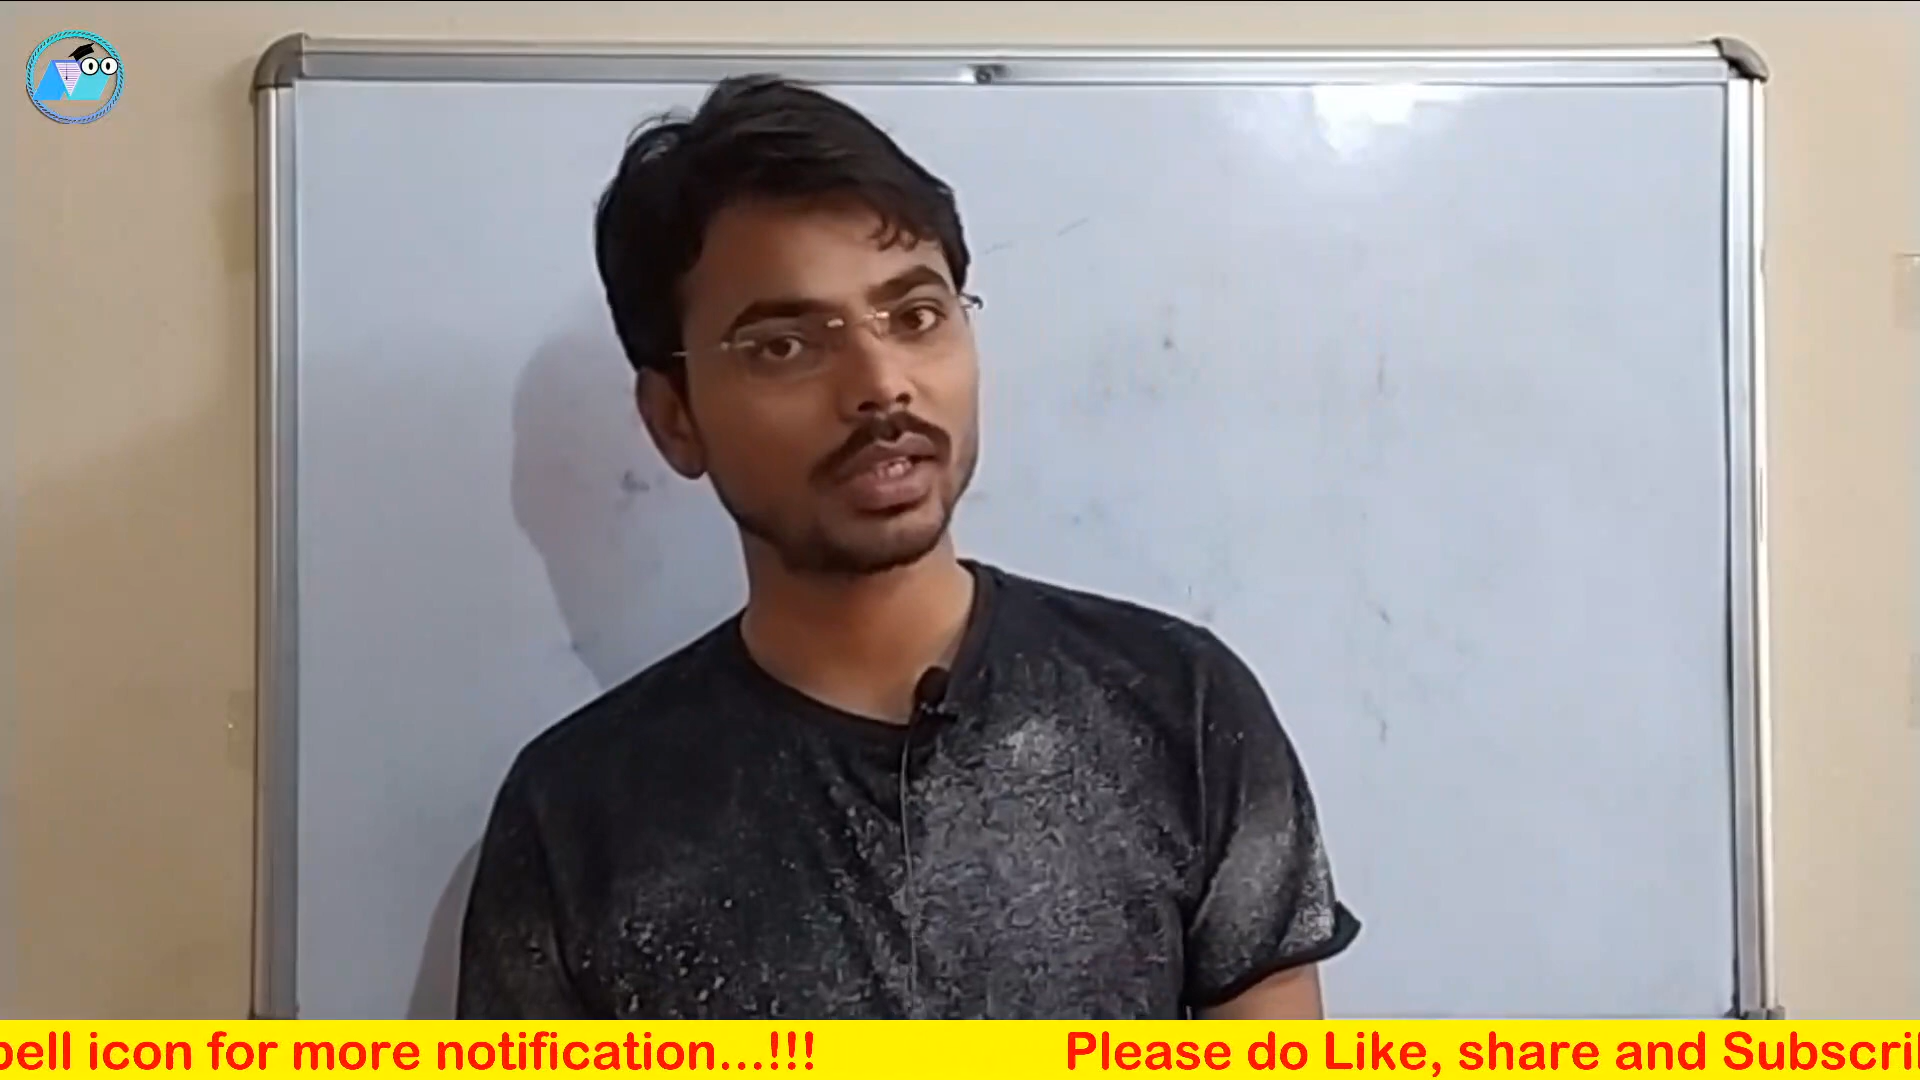 bell icon for more notification...!!! Please do Like, share and Subscri